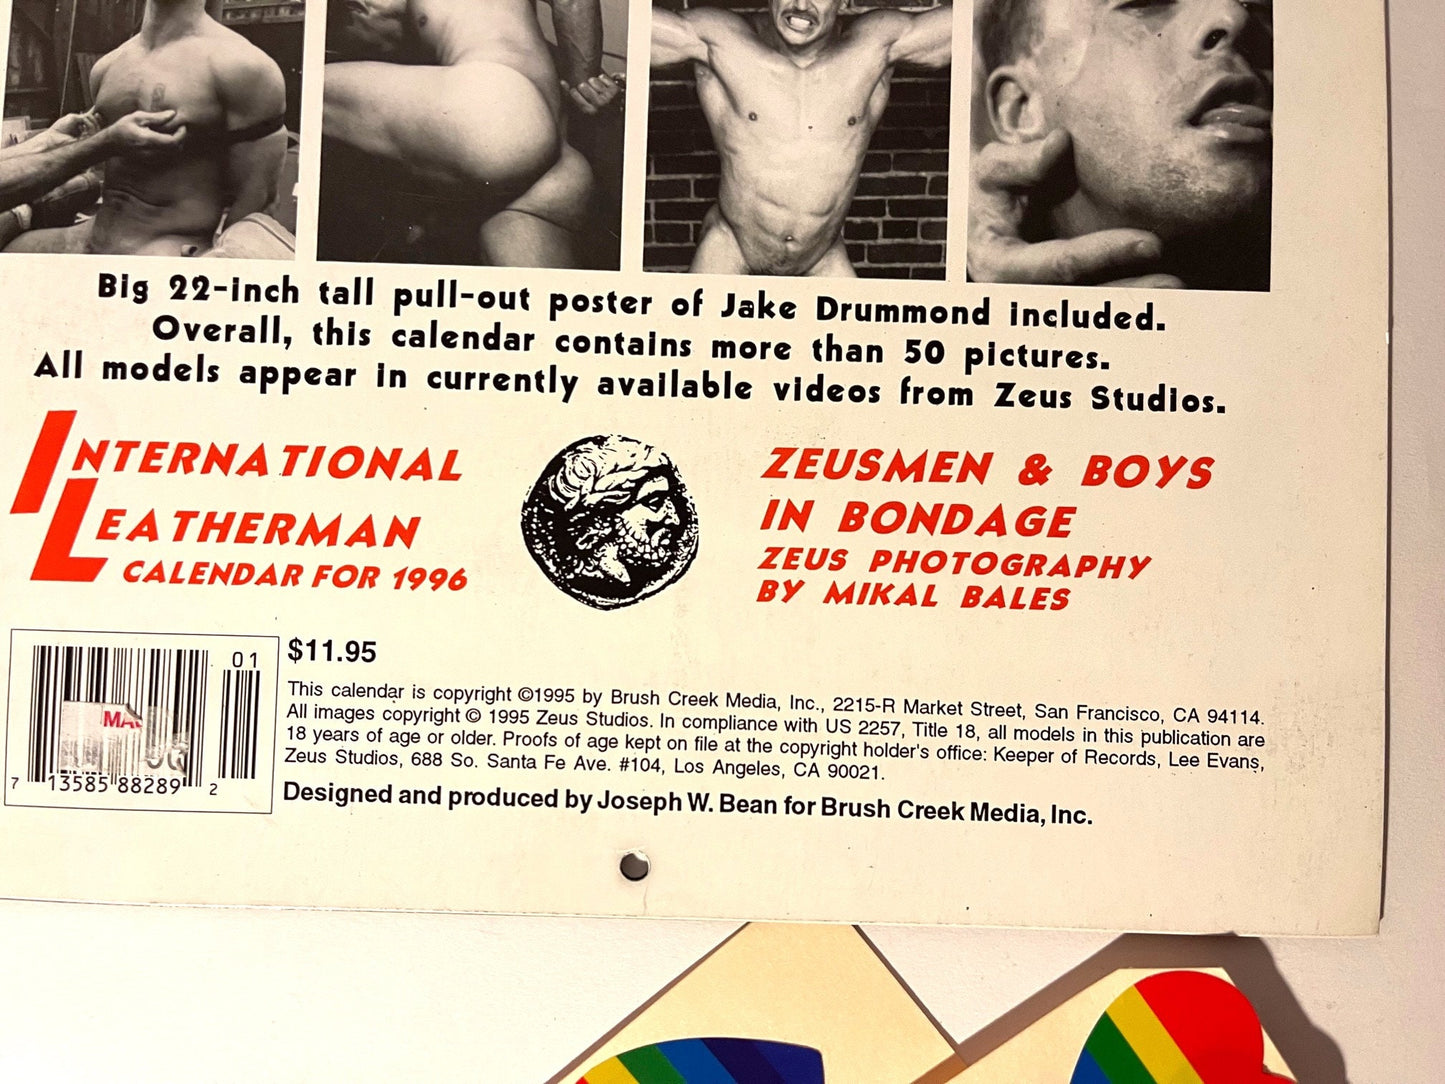 Big 22-inch tall pull-out poster of Jake Drummond included.
Overall, this calendar contains more than 50 pictures.
All models appear in currently available videos from Zeus Studios.
INTERNATIONAL
LEATHERMAN
CALENDAR FOR 1996
ZEUSMEN & BOYS
IN BONDAGE
ZEUS PHOTOGRAPHY
BY MIKAL BALES
01
$11.95
This calendar is copyright ©1995 by Brush Creek Media, Inc., 2215-R Market Street, San Francisco, CA 94114.
All images copyright © 1995 Zeus Studios. In compliance with US 2257, Title 18, all models in this publication are
18 years of age or older. Proofs of age kept on file at the copyright holder's office: Keeper of Records, Lee Evans,
Zeus Studios, 688 So. Santa Fe Ave. #104, Los Angeles, CA 90021.
7 13585 88289 2
Designed and produced by Joseph W. Bean for Brush Creek Media, Inc.